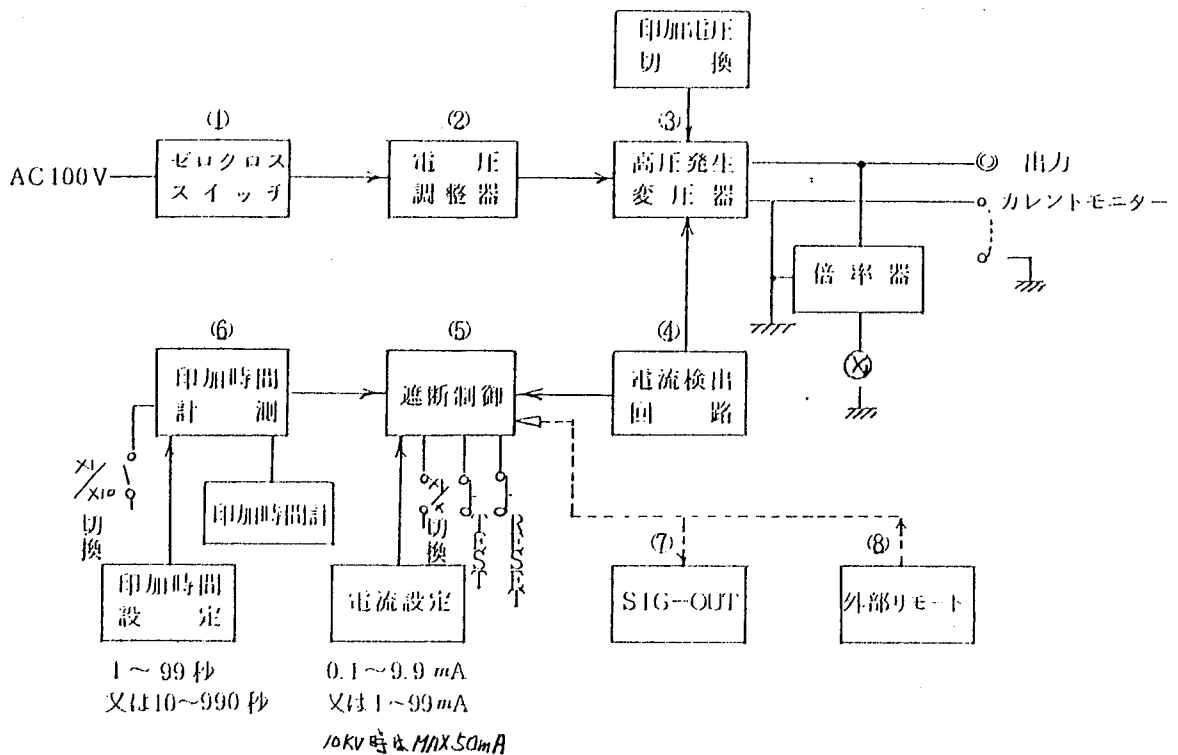 印加電圧
切換
(1)
(2)
(3)
AC100V
ゼロクロス
スイッチ
電圧
調整器
高圧発生
変圧器
出力
カレントモニター
倍率器
(6)
(5)
(4)
印加時間
計測
遮断制御
電流検出
回路
V
×1/×10
切換
印加時間計
切換
TEST
RESET
(7)
(8)
印加時間
設定
電流設定
SIG-OUT
外部リモート
1~99秒
又は10~990秒
0.1~9.9mA
又は1~99mA
10KV時はMAX50mA